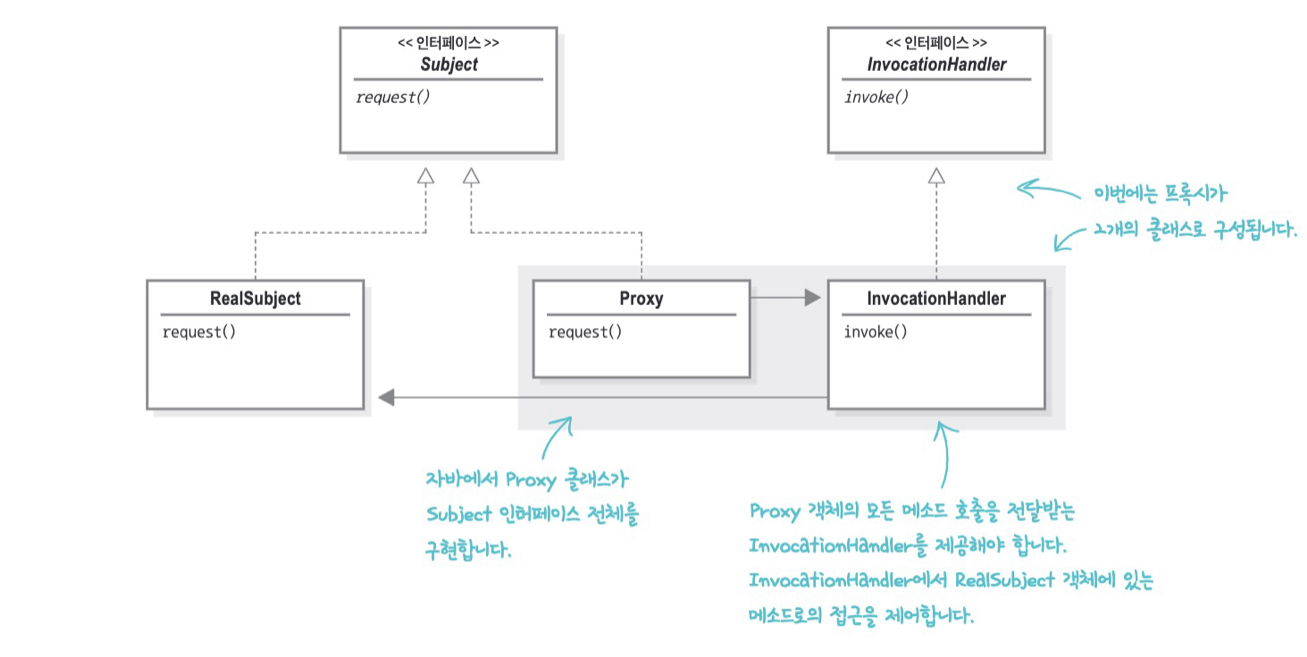 << 인터페이스 >>
Subject
request()
<< 인터페이스 >>
InvocationHandler
invoke()
이번에는 프록시가
2개의 클래스로 구성됩니다.
RealSubject
request()
Proxy
request()
InvocationHandler
invoke()
자바에서 Proxy 클래스가
Subject 인터페이스 전체를
구현합니다.
Proxy 객체의 모든 메소드 호출을 전달받는
InvocationHandler를 제공해야 합니다.
InvocationHandler에서 RealSubject 객체에 있는
메소드로의 접근을 제어합니다.